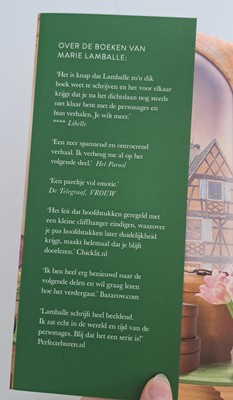 OVER DE BOEKEN VAN
MARIE LAMBALLE:
'Het is knap dat Lamballe zo'n dik
boek weet te schrijven en het voor elkaar
krijgt dat je na het dichtslaan nog steeds
niet klaar bent met de personages en
hun verhalen. Je wilt meer.'
**** Libelle
'Een zeer spannend en ontroerend
verhaal. Ik verheug me al op het
volgende deel.' Het Parool
'Een pareltje vol emotie.'
De Telegraaf, VROUW
'Het feit dat hoofdstukken geregeld met
een kleine cliffhanger eindigen, waarover
je pas hoofdstukken later duidelijkheid
krijgt, maakt helemaal dat je blijft
doorlezen.' Chicklit.nl
'Ik ben heel erg benieuwd naar de
volgende delen en wil graag lezen
hoe het verdergaat.' Bazarow.com
'Lamballe schrijft heel beeldend.
Ik zat echt in de wereld en tijd van de
personages. Blij dat het een serie is!'
Perfecteburen.nl